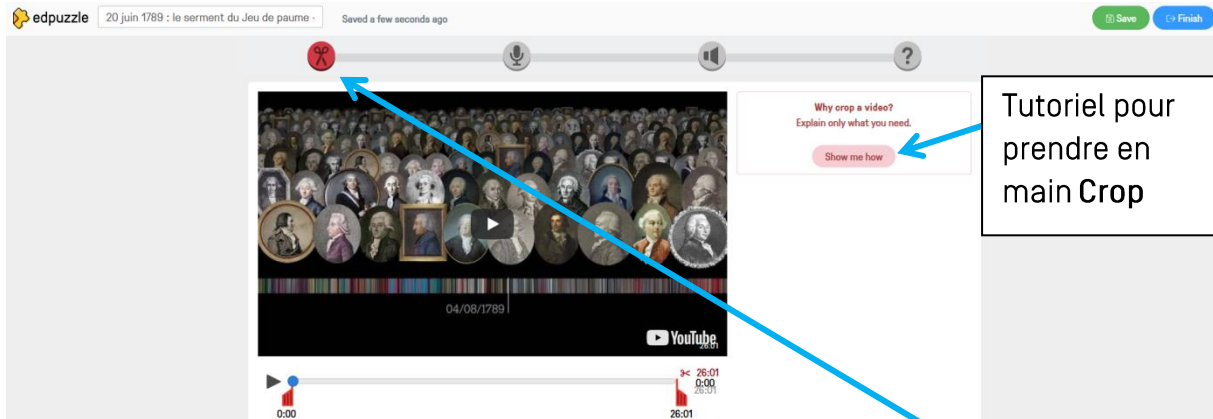 edpuzzle
20 juin 1789 : le serment du Jeu de paume -
Saved a few seconds ago
Save
Finish
?
Why crop a video?
Explain only what you need.
Show me how
Tutoriel pour
prendre en
main Crop
04/08/1789
YouTube
26:01
26:01
0:00
26:01
0:00
26:01